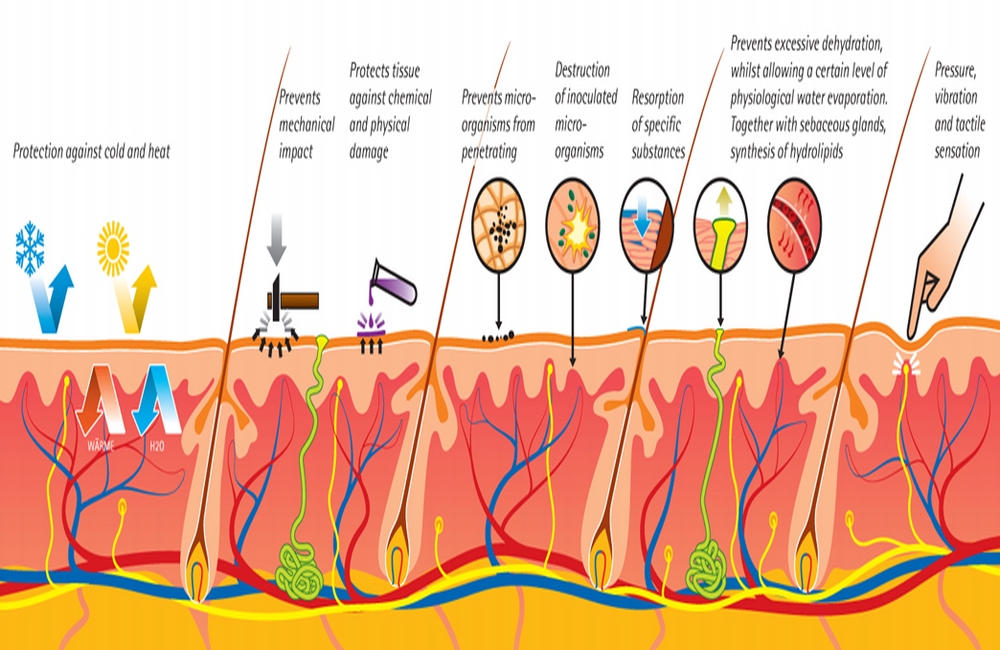 Protection against cold and heat
Prevents
mechanical
impact
Protects tissue
against chemical
and physical
damage
Prevents micro-
organisms from
penetrating
Destruction
of inoculated
micro-
organisms
Resorption
of specific
substances
Prevents excessive dehydration,
whilst allowing a certain level of
physiological water evaporation.
Together with sebaceous glands,
synthesis of hydrolipids
Pressure,
vibration
and tactile
sensation
WÄRME
H2O